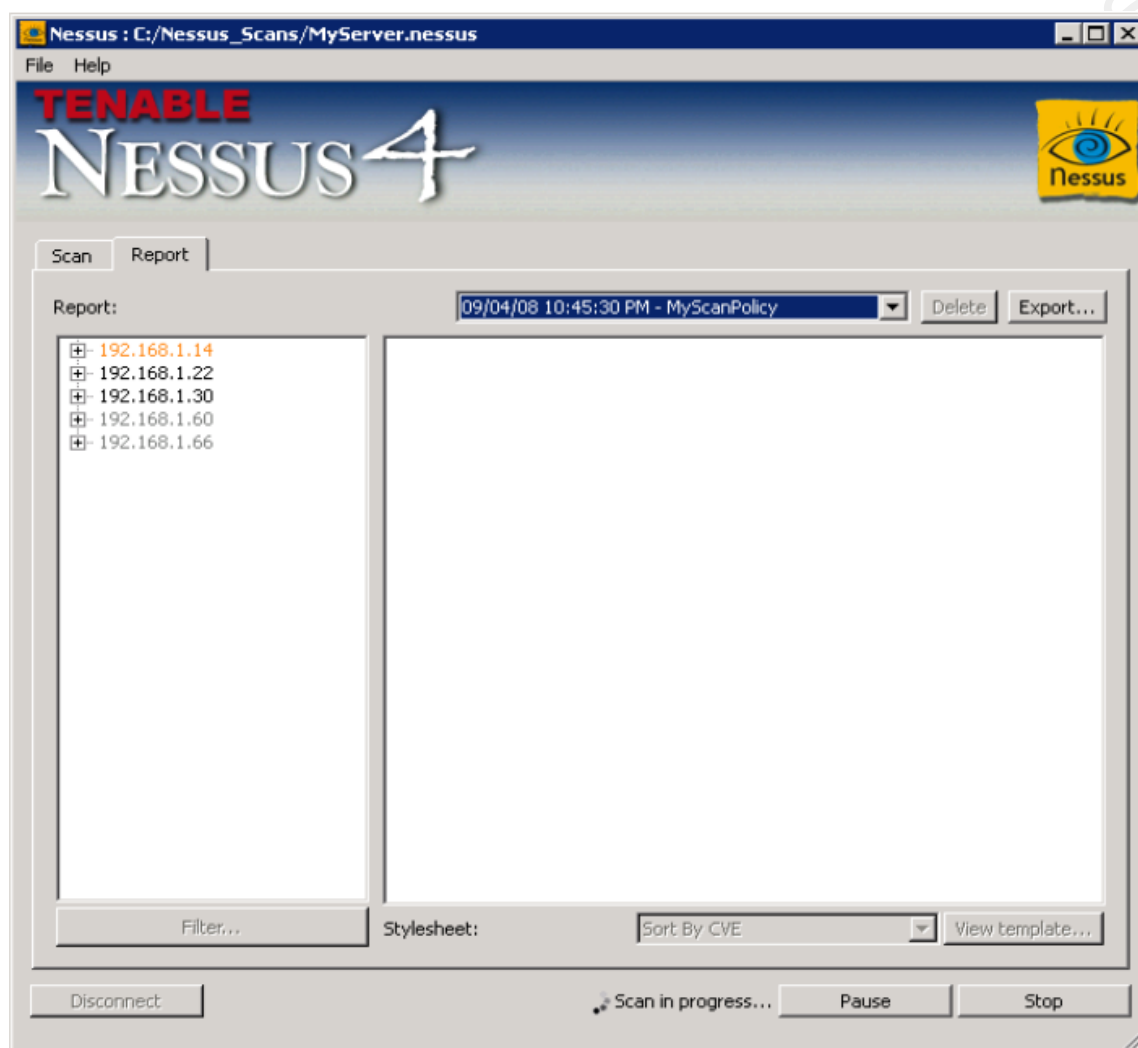 Nessus : C:/Nessus_Scans/MyServer.nessus
File Help
TENABLE
NESSUS 4
nessus
Scan Report
Report: 09/04/08 10:45:30 PM - MyScanPolicy Delete Export...
192.168.1.14
192.168.1.22
192.168.1.30
192.168.1.60
192.168.1.66
Filter... Stylesheet: Sort By CVE View template...
Disconnect Scan in progress... Pause Stop